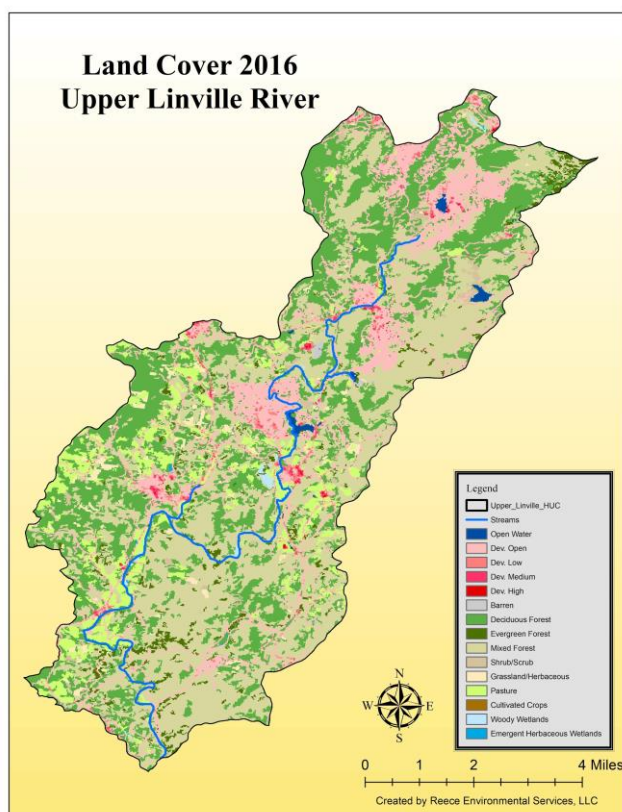 Land Cover 2016
Upper Linville River
Legend
Upper_Linville_HUC
Streams
Open Water
Dev. Open
Dev. Low
Dev. Medium
Dev. High
Barren
Deciduous Forest
Evergreen Forest
Mixed Forest
Shrub/Scrub
Grassland/Herbaceous
Pasture
Cultivated Crops
Woody Wetlands
Emergent Herbaceous Wetlands
N
W E
S
0 1 2 4 Miles
Created by Reece Environmental Services, LLC